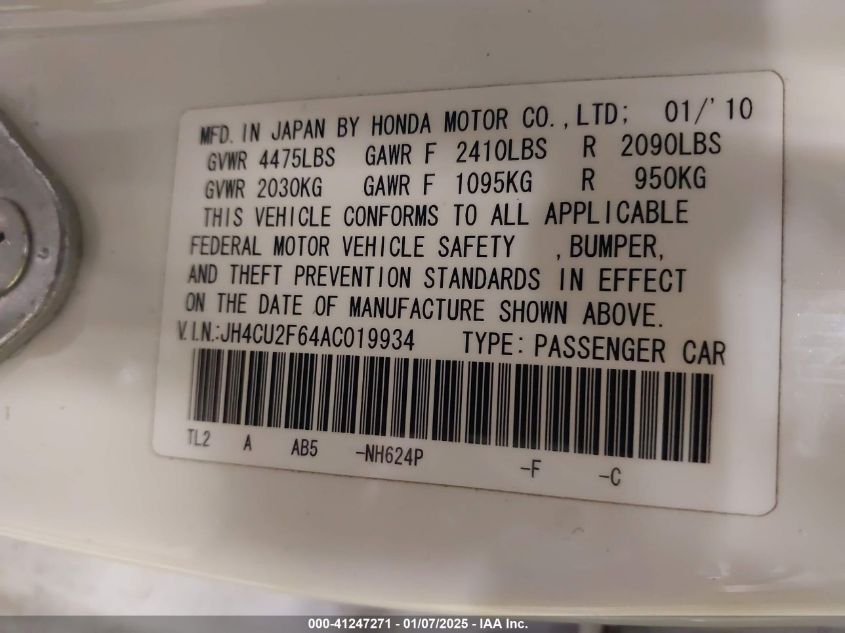 MFD. IN JAPAN BY HONDA MOTOR CO.,LTD; 01/'10
GVWR 4475LBS GAWR F 2410LBS R 2090LBS
GVWR 2030KG GAWR F 1095KG R 950KG
THIS VEHICLE CONFORMS TO ALL APPLICABLE
FEDERAL MOTOR VEHICLE SAFETY ,BUMPER,
AND THEFT PREVENTION STANDARDS IN EFFECT
ON THE DATE OF MANUFACTURE SHOWN ABOVE.
V.I.N.:JH4CU2F64AC019934 TYPE: PASSENGER CAR
TL2 A AB5 -NH624P -F -C
000-41247271 - 01/07/2025 - IAA Inc.